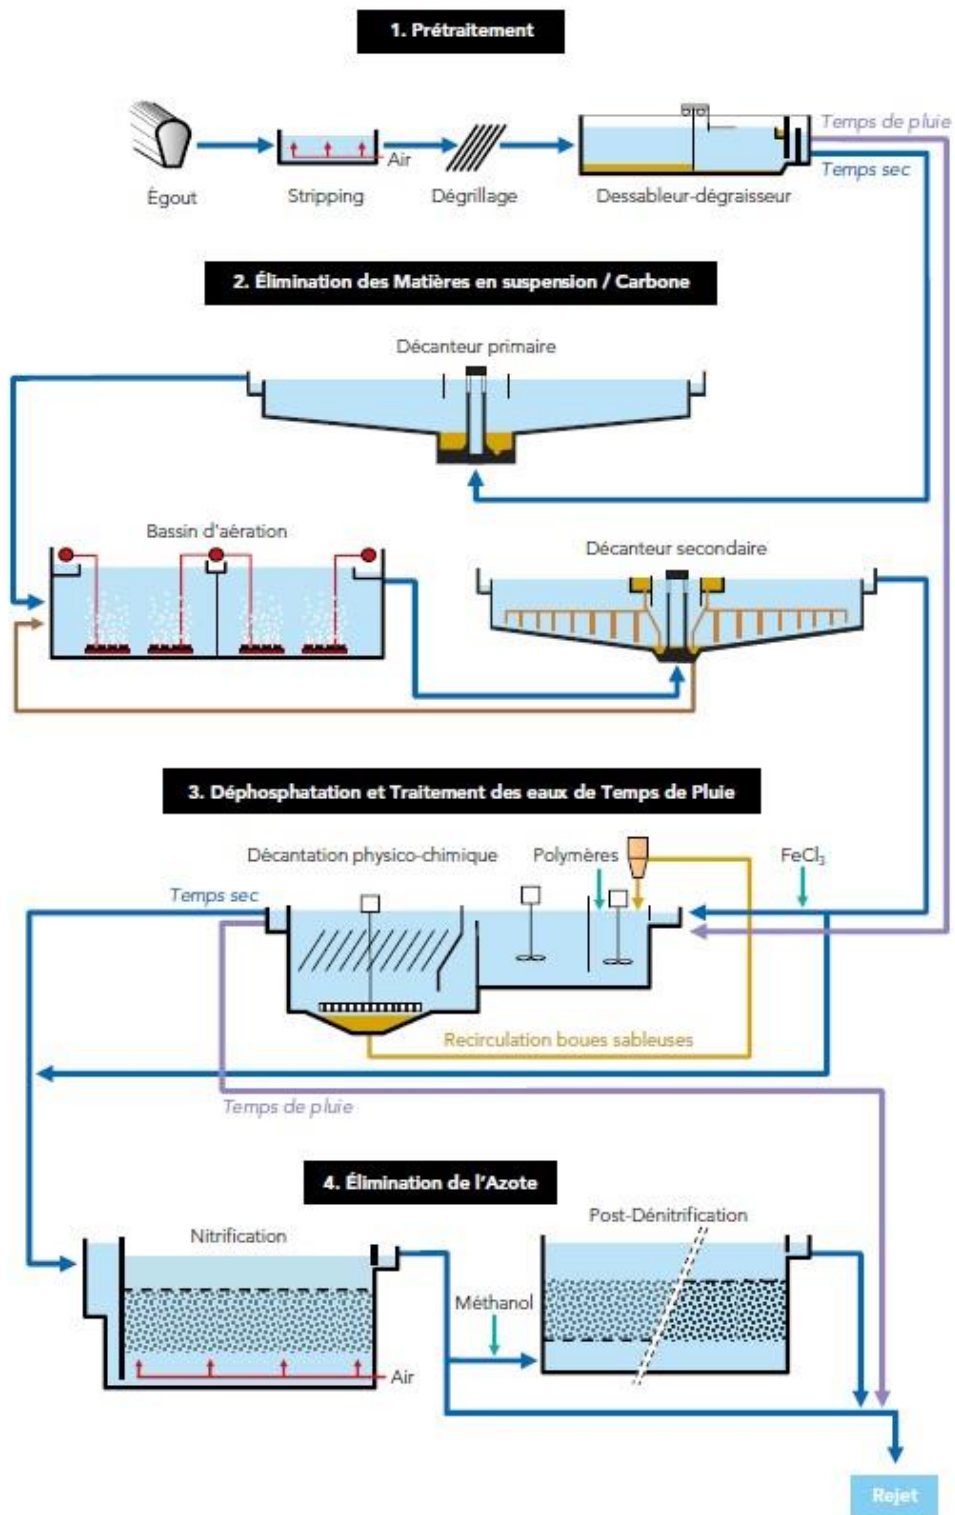 1. Prétraitement
Temps de pluie
Air
Temps sec
Égout
Stripping
Dégrillage
Dessableur-dégraisseur
2. Élimination des Matières en suspension / Carbone
Décanteur primaire
Bassin d'aération
Décanteur secondaire
3. Déphosphatation et Traitement des eaux de Temps de Pluie
Décantation physico-chimique
Polymères
FeCl₃
Temps sec
Recirculation boues sableuses
Temps de pluie
4. Élimination de l'Azote
Post-Dénitrification
Nitrification
Méthanol
Air
Rejet